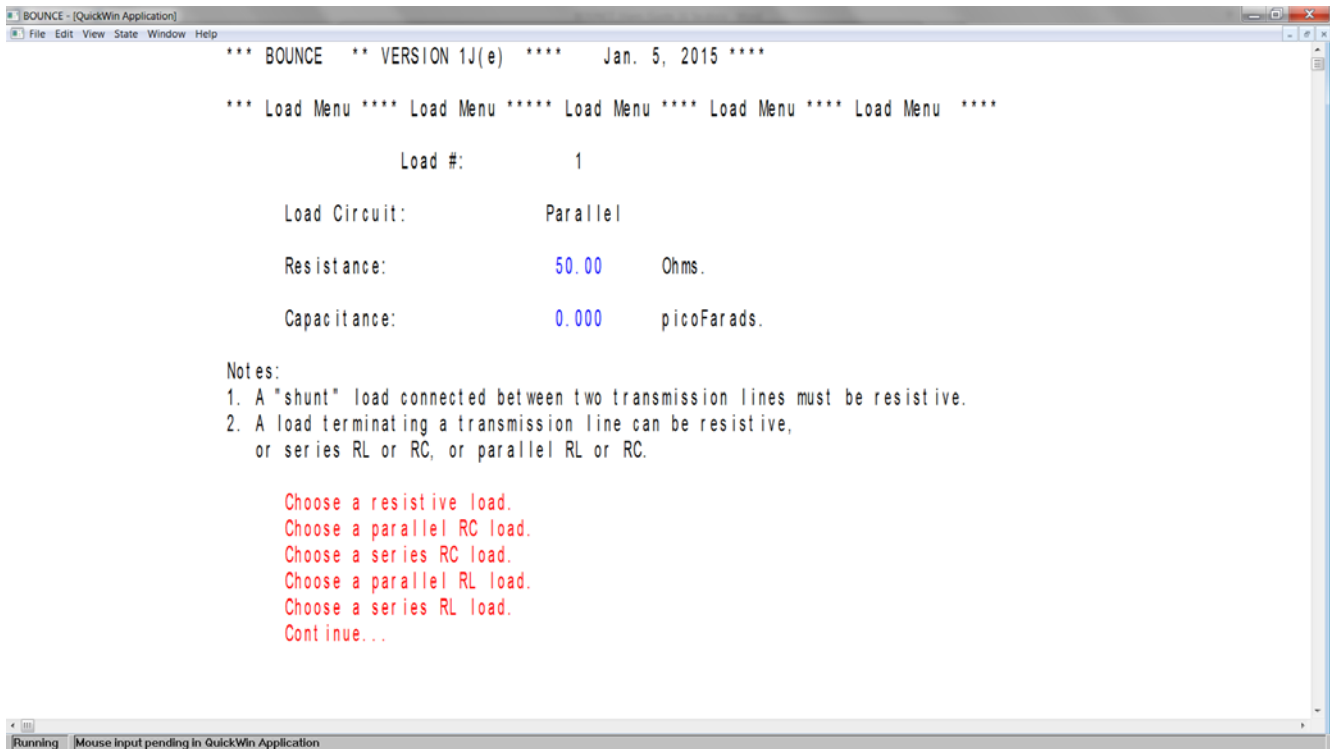 BOUNCE - [QuickWin Application]
File Edit View State Window Help
*** BOUNCE ** VERSION 1J(e) **** Jan. 5, 2015 ****
*** Load Menu **** Load Menu ***** Load Menu **** Load Menu **** Load Menu ****
Load #: 1
Load Circuit: Parallel
Resistance: 50.00 Ohms.
Capacitance: 0.000 picoFarads.
Notes:
1. A "shunt" load connected between two transmission lines must be resistive.
2. A load terminating a transmission line can be resistive,
or series RL or RC, or parallel RL or RC.
Choose a resistive load.
Choose a parallel RC load.
Choose a series RC load.
Choose a parallel RL load.
Choose a series RL load.
Continue...
Running Mouse input pending in QuickWin Application